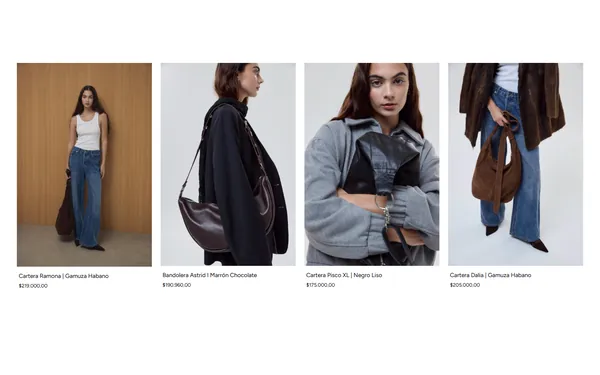 Cartera Ramona | Gamuza Habano
$219.000,00
Bandolera Astrid I Marrón Chocolate
$190.960,00
Cartera Pisco XL | Negro Liso
$175.000,00
Cartera Dalia | Gamuza Habano
$205.000,00